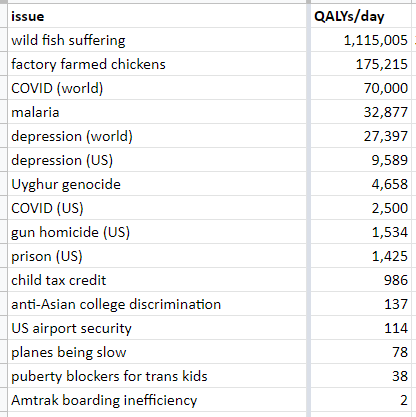 issue QALYs/day
wild fish suffering 1,115,005
factory farmed chickens 175,215
COVID (world) 70,000
malaria 32,877
depression (world) 27,397
depression (US) 9,589
Uyghur genocide 4,658
COVID (US) 2,500
gun homicide (US) 1,534
prison (US) 1,425
child tax credit 986
anti-Asian college discrimination 137
US airport security 114
planes being slow 78
puberty blockers for trans kids 38
Amtrak boarding inefficiency 2